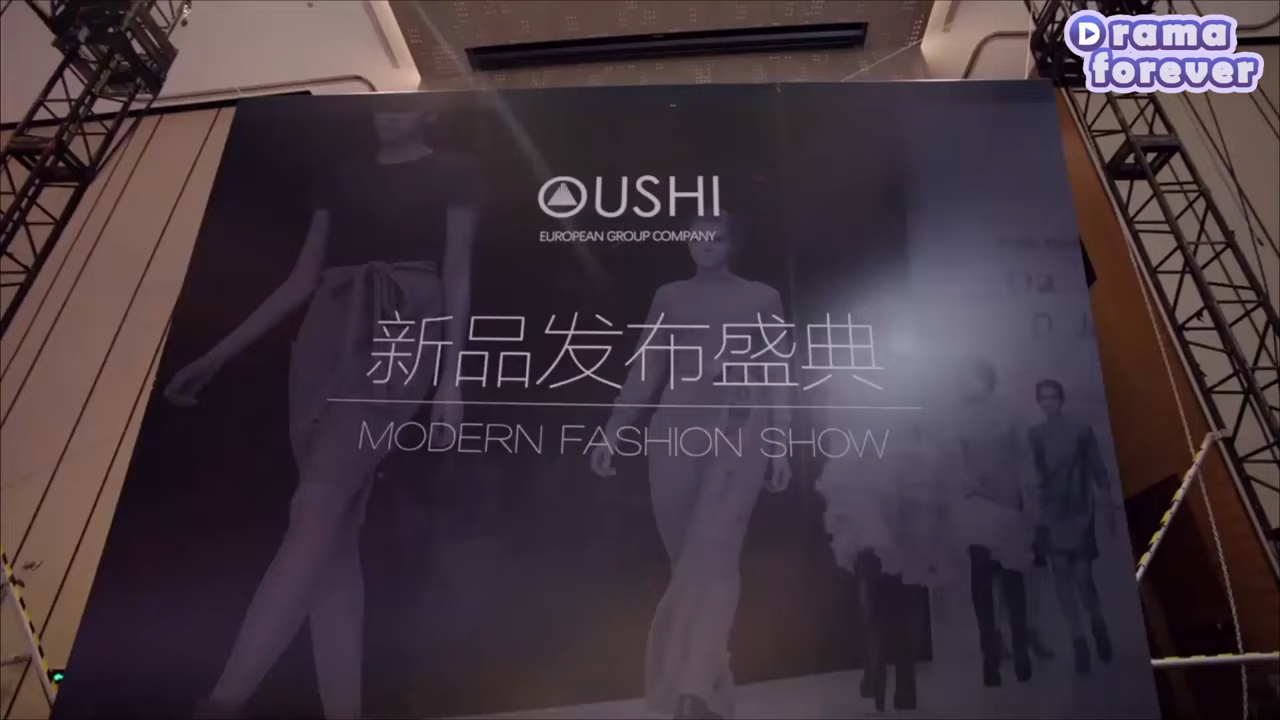 Drama
forever
OUSHI
EUROPEAN GROUP COMPANY
新品发布盛典
MODERN FASHION SHOW